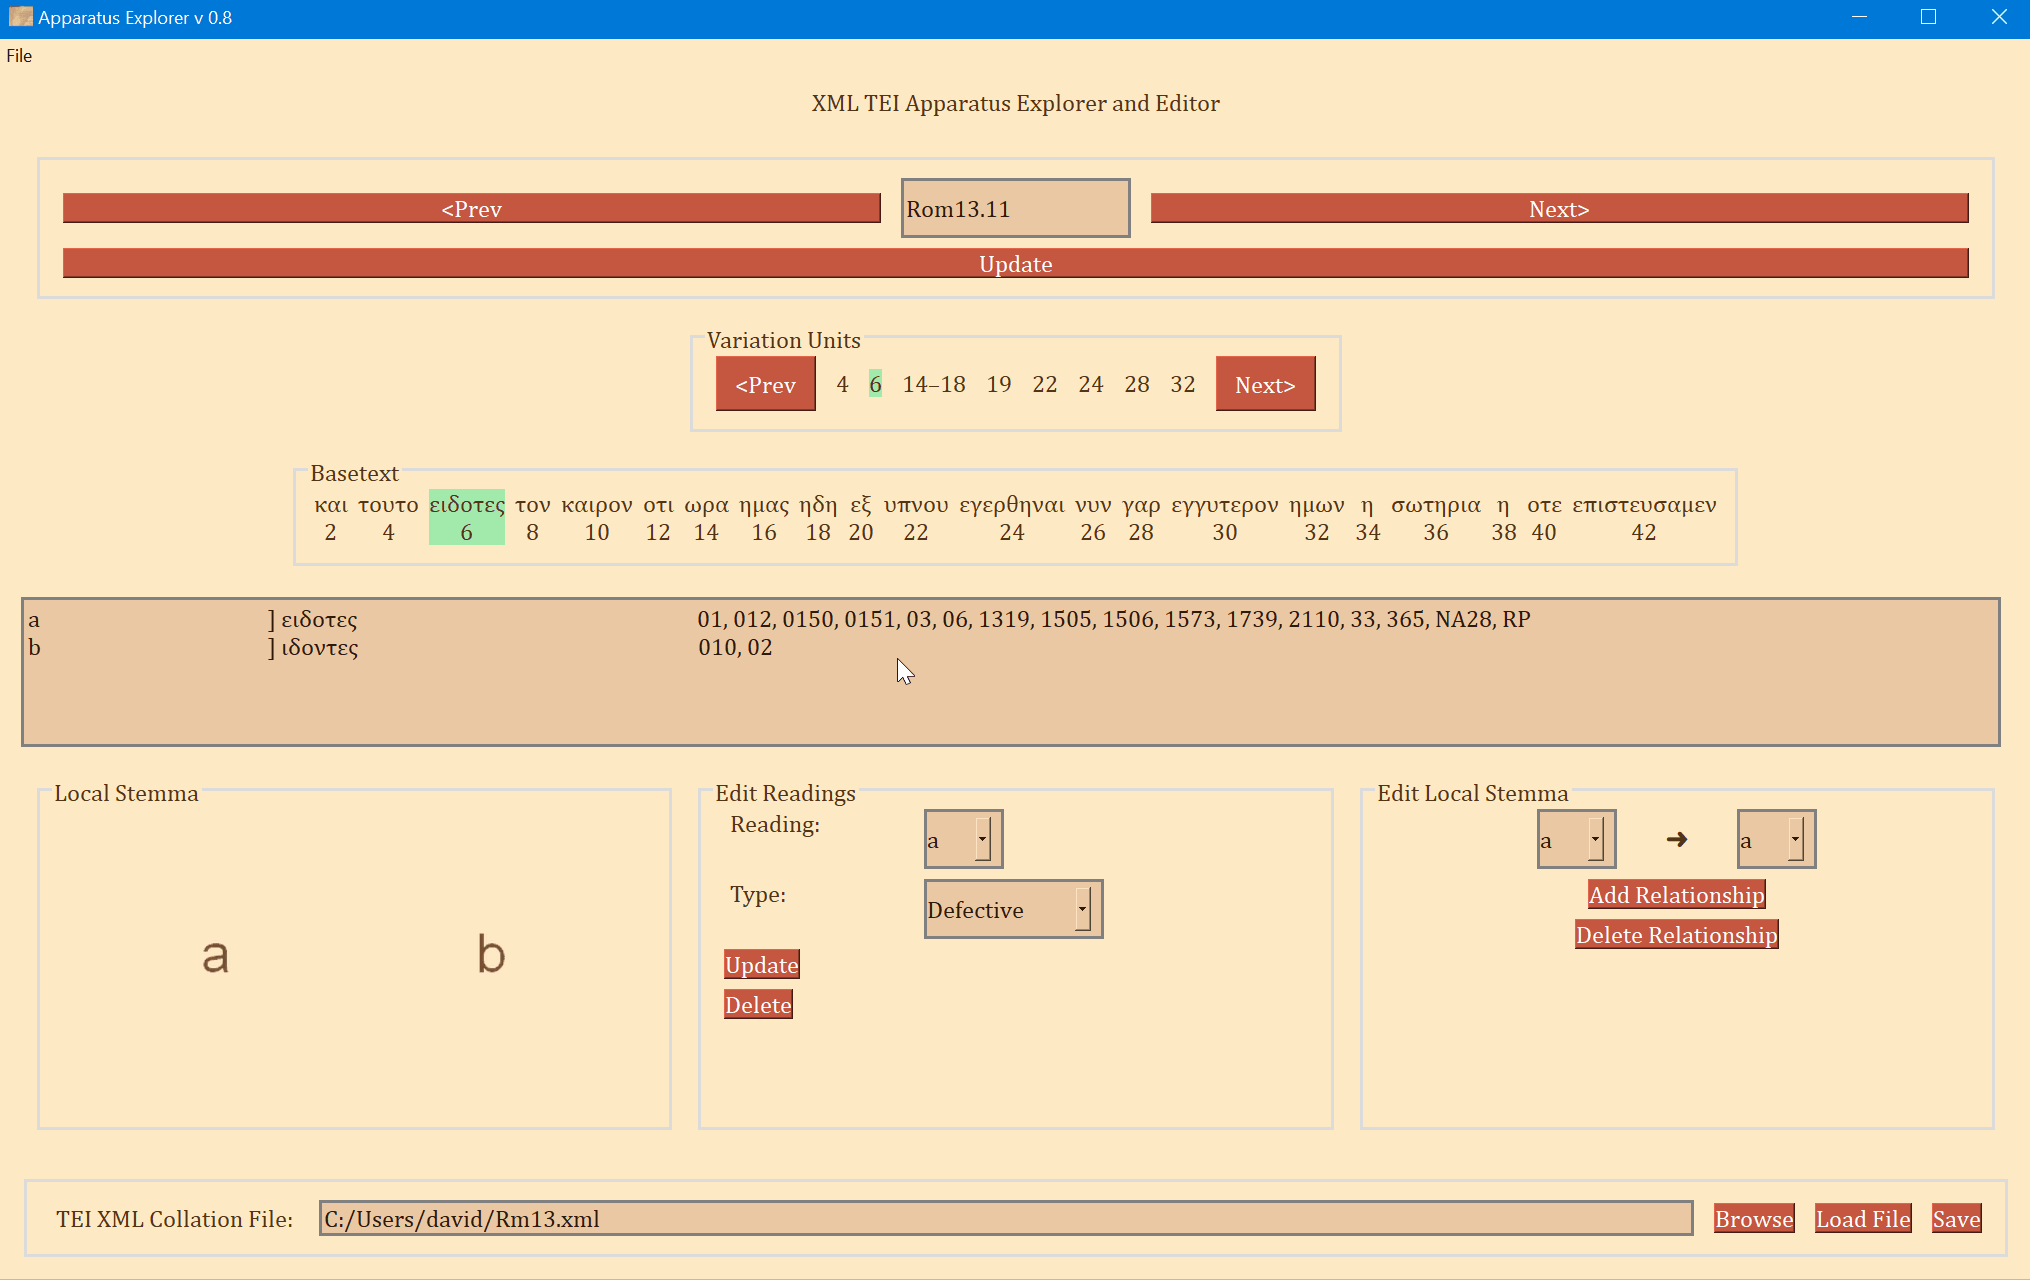 Apparatus Explorer v 0.8
File
XML TEI Apparatus Explorer and Editor
<Prev Rom13.11 Next>
Update
Variation Units
<Prev 4 6 14–18 19 22 24 28 32 Next>
Basetext
και τουτο ειδοτες τον καιρον οτι ωρα ημας ηδη εξ υπνου εγερθηναι νυν γαρ εγγυτερον ημων η σωτηρια η οτε επιστευσαμεν
2 4 6 8 10 12 14 16 18 20 22 24 26 28 30 32 34 36 38 40 42
a ] ειδοτες 01, 012, 0150, 0151, 03, 06, 1319, 1505, 1506, 1573, 1739, 2110, 33, 365, NA28, RP
b ] ιδοντες 010, 02
Local Stemma
a b
Edit Readings
Reading: a
Type: Defective
Update
Delete
Edit Local Stemma
a ➔ a
Add Relationship
Delete Relationship
TEI XML Collation File: C:/Users/david/Rm13.xml Browse Load File Save